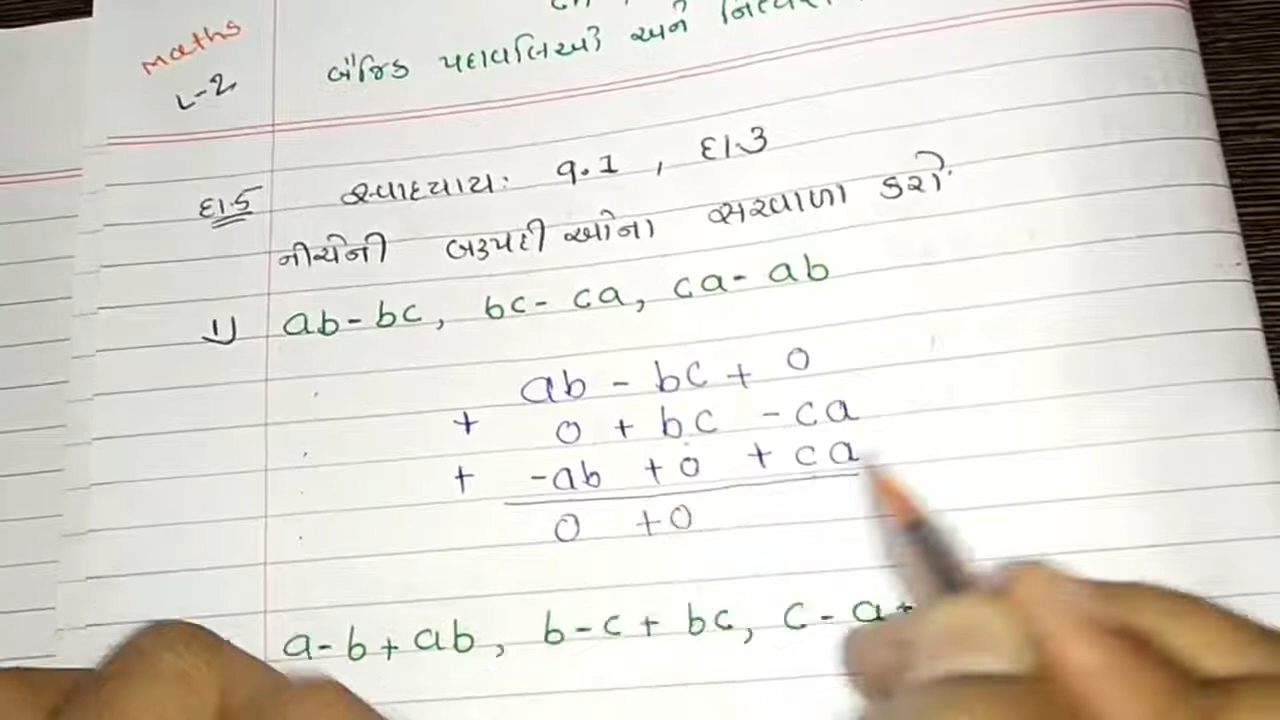 Maths
L-2
બૈજિક પદાવલિઓ અને
દા.5 સ્વાધ્યાય: 9.1, દા.3
નીચેની બહુપદીઓના સરવાળા કરો.
1) ab - bc, bc - ca, ca - ab
ab - bc + 0
+ 0 + bc - ca
+ -ab + 0 + ca
0 + 0
a - b + ab, b - c + bc, c - a +